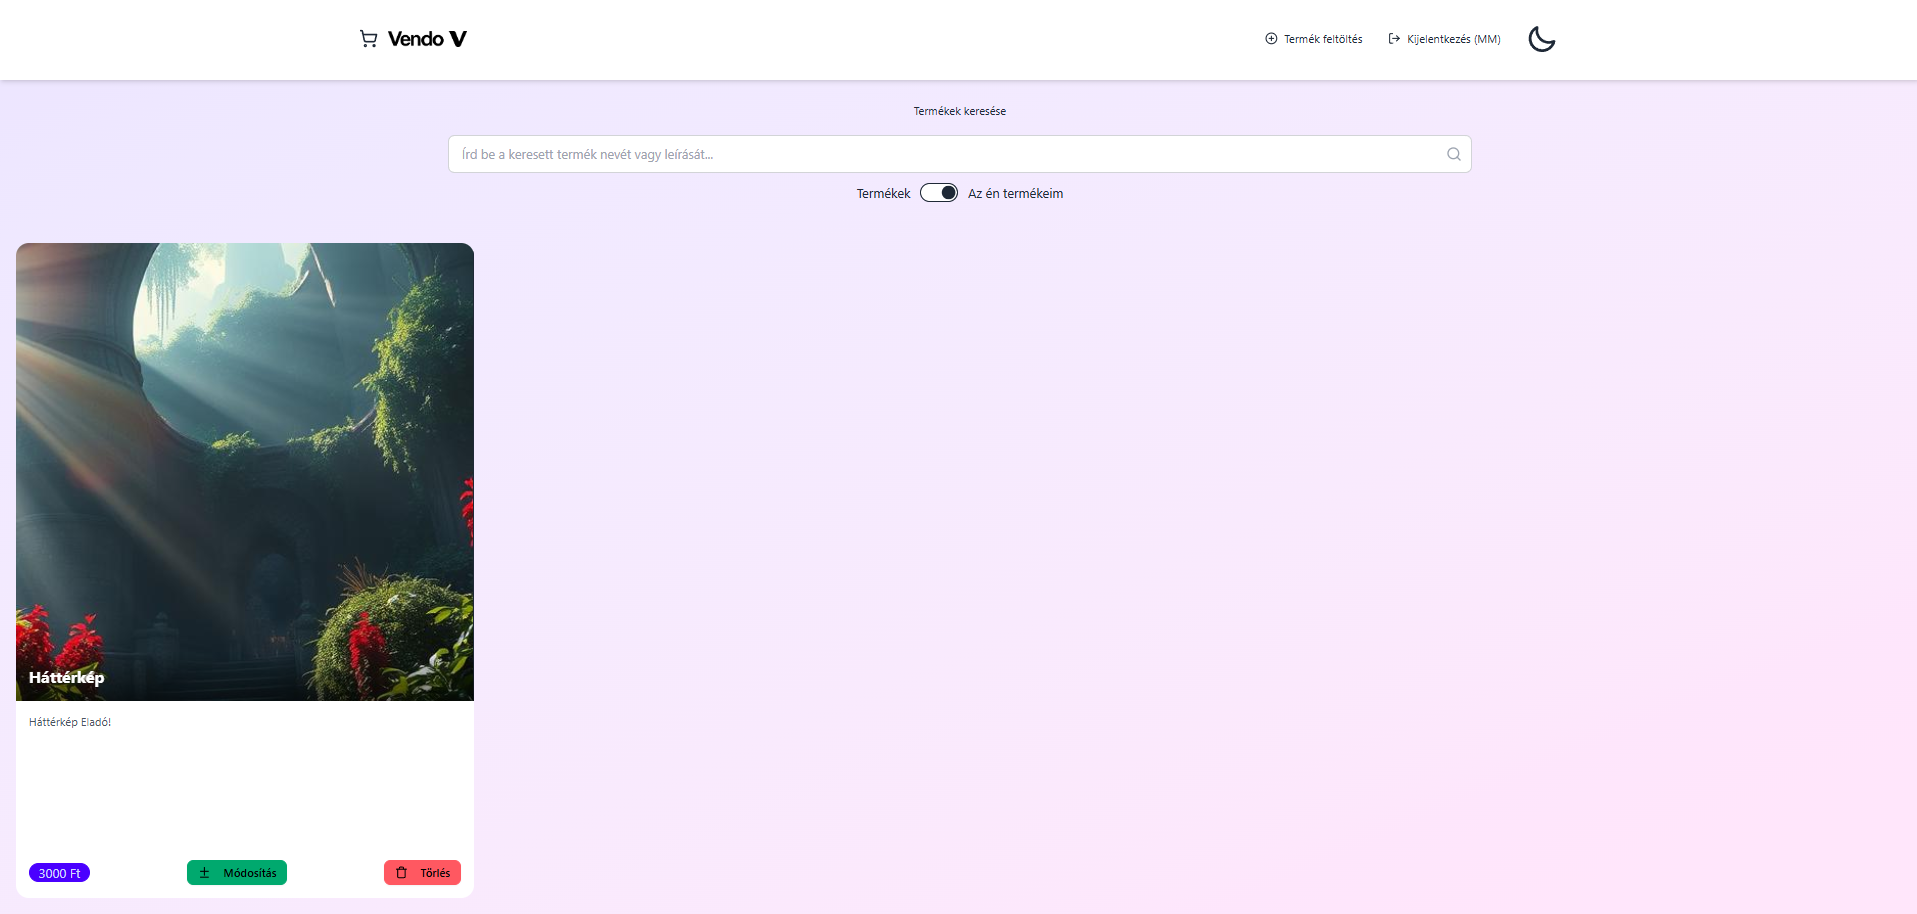 Vendo V
Termék feltöltés
Kijelentkezés (MM)
Termékek keresése
Írd be a keresett termék nevét vagy leírását...
Termékek
Az én termékeim
Háttérkép
Háttérkép Eladó!
3000 Ft
Módosítás
Törlés